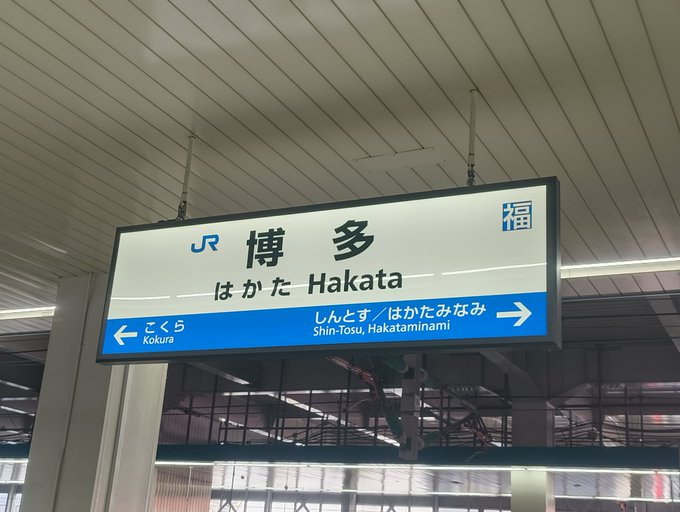 JR 博多 福
はかた Hakata
← こくら
Kokura
しんとす／はかたみなみ →
Shin-Tosu, Hakataminami